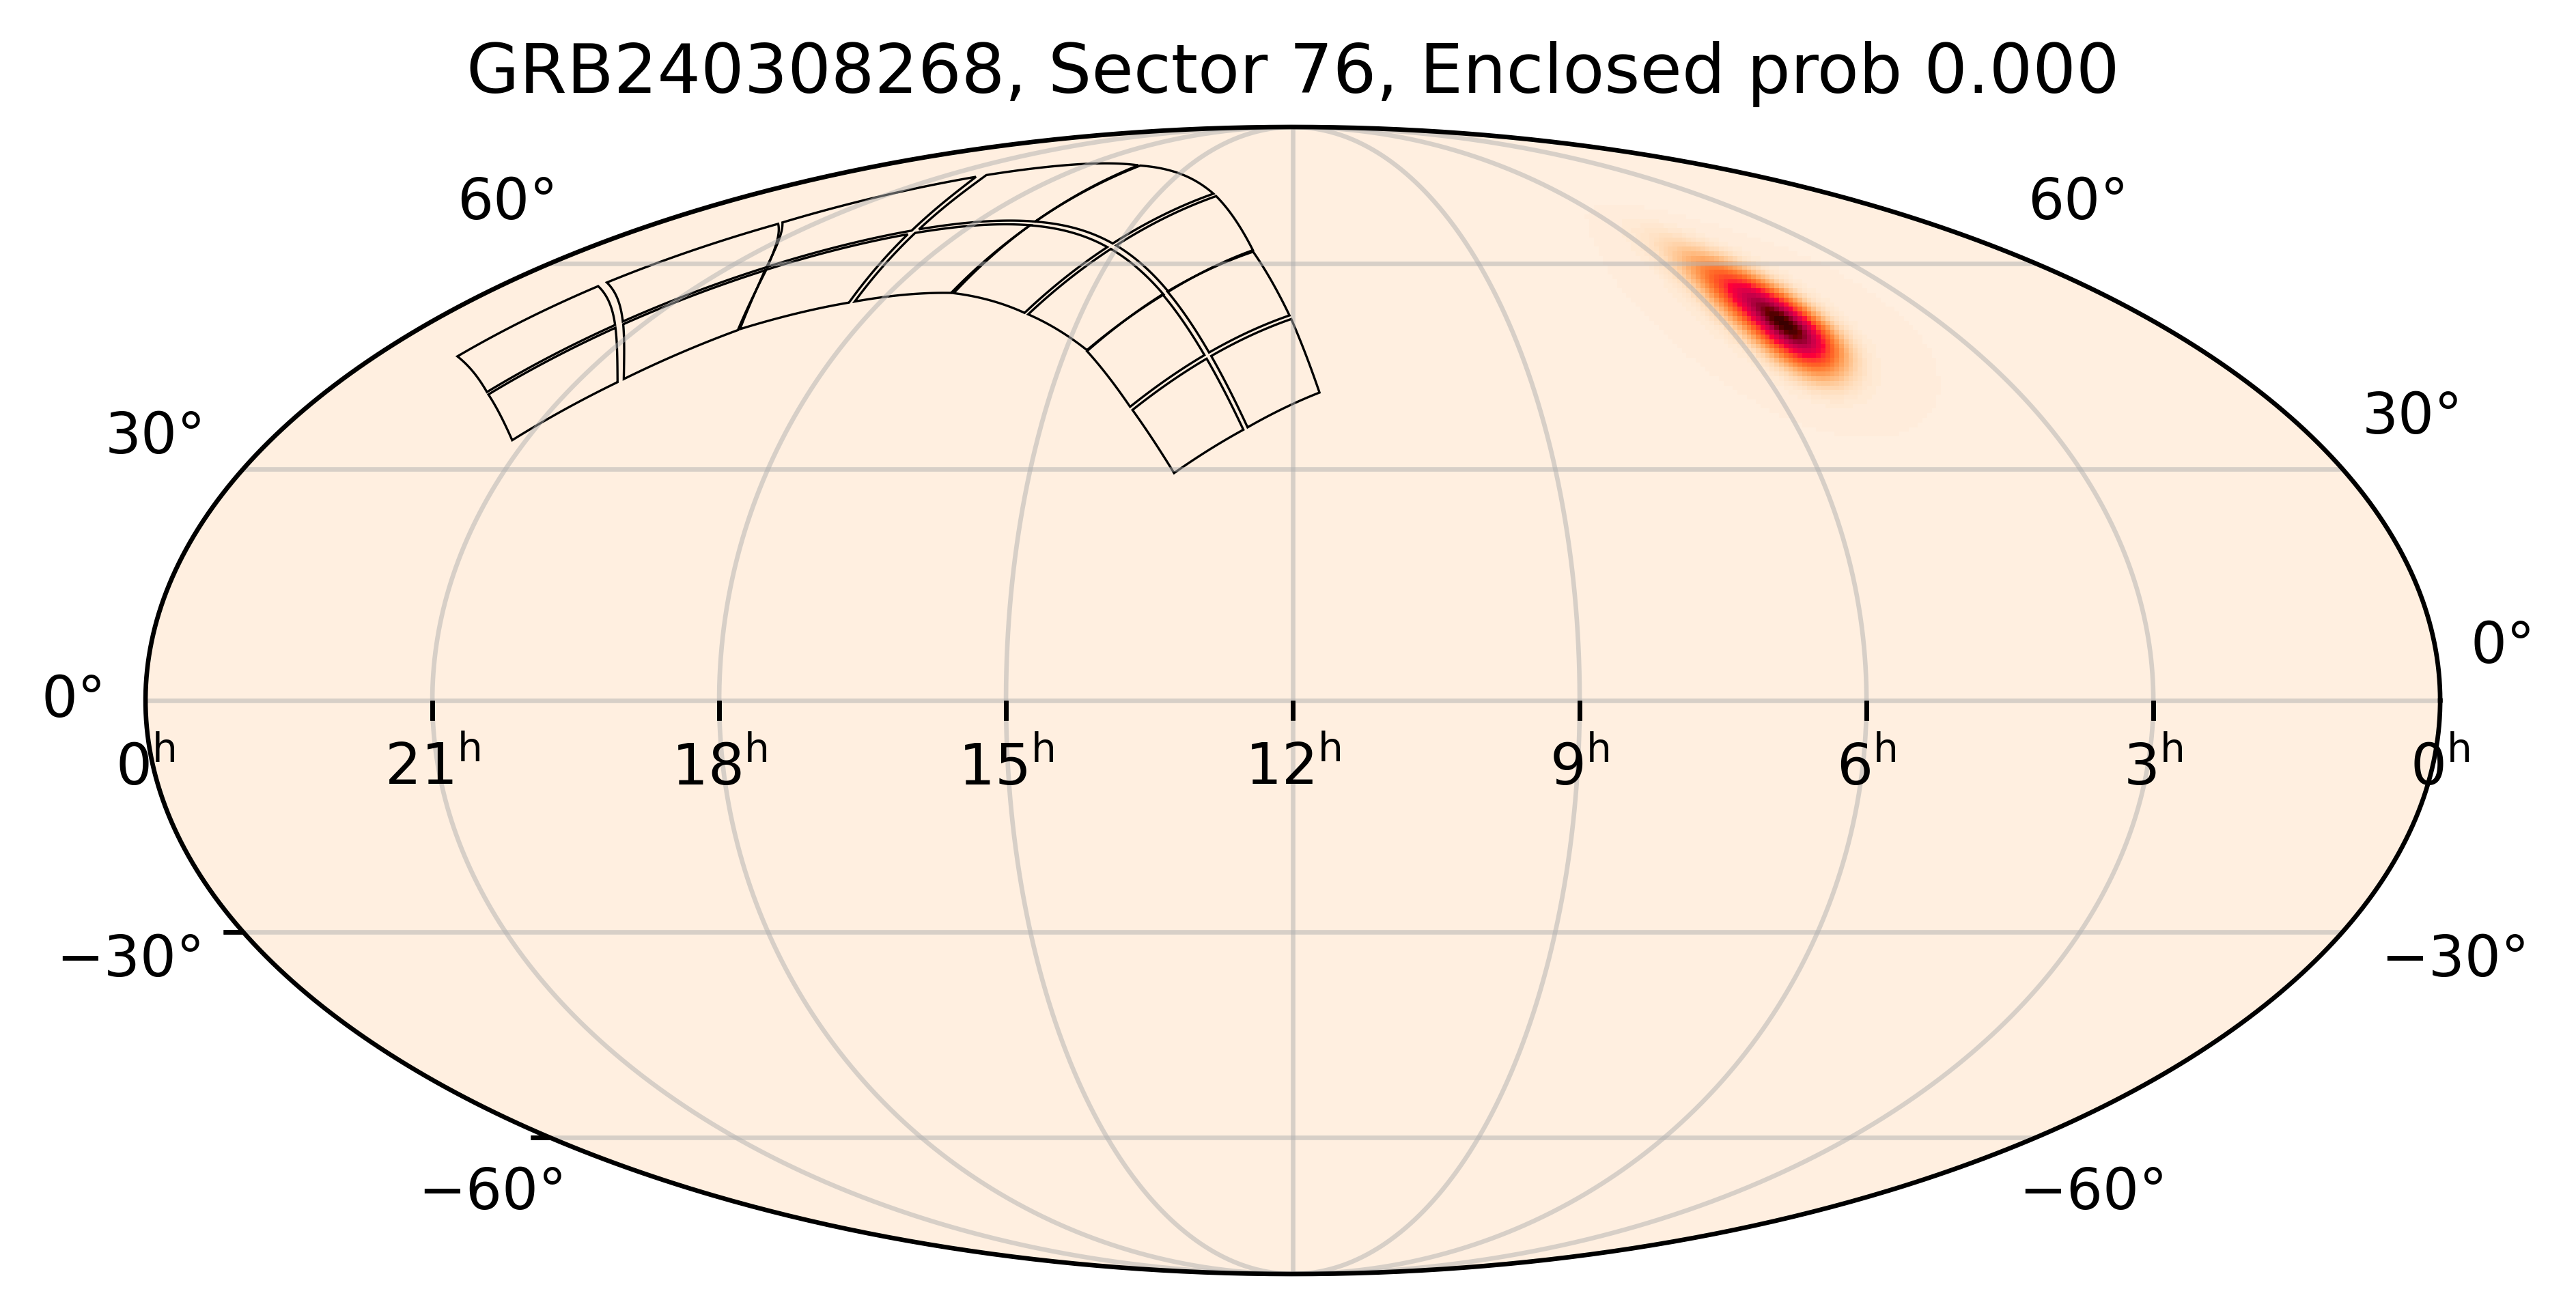 GRB240308268, Sector 76, Enclosed prob 0.000
60° 60°
30° 30°
0° 0°
0ʰ 21ʰ 18ʰ 15ʰ 12ʰ 9ʰ 6ʰ 3ʰ 0ʰ
−30° −30°
−60° −60°